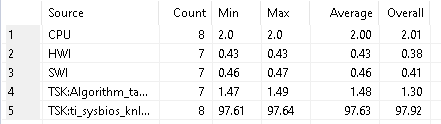 Source Count Min Max Average Overall
1 CPU 8 2.0 2.0 2.00 2.01
2 HWI 7 0.43 0.43 0.43 0.38
3 SWI 7 0.46 0.47 0.46 0.41
4 TSK:Algorithm_ta... 7 1.47 1.49 1.48 1.30
5 TSK:ti_sysbios_knl... 8 97.61 97.64 97.63 97.92